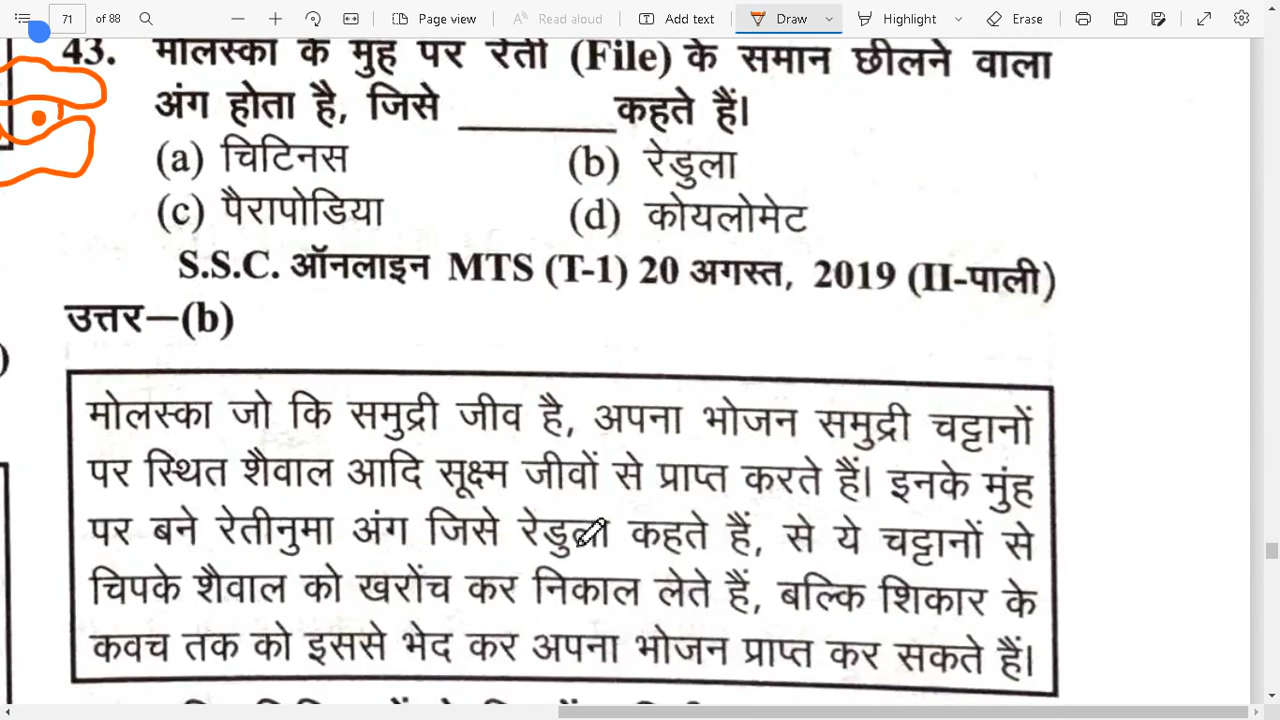 71 of 88 Page view Read aloud Add text Draw Highlight Erase
43. मोलस्का के मुंह पर रेती (File) के समान छीलने वाला
अंग होता है, जिसे ________ कहते हैं।
(a) चिटिनस (b) रेडुला
(c) पैरापोडिया (d) कोयलोमेट
S.S.C. ऑनलाइन MTS (T-1) 20 अगस्त, 2019 (II-पाली)
उत्तर—(b)
)
मोलस्का जो कि समुद्री जीव है, अपना भोजन समुद्री चट्टानों
पर स्थित शैवाल आदि सूक्ष्म जीवों से प्राप्त करते हैं। इनके मुंह
पर बने रेतीनुमा अंग जिसे रेडुला कहते हैं, से ये चट्टानों से
चिपके शैवाल को खरोंच कर निकाल लेते हैं, बल्कि शिकार के
कवच तक को इससे भेद कर अपना भोजन प्राप्त कर सकते हैं।